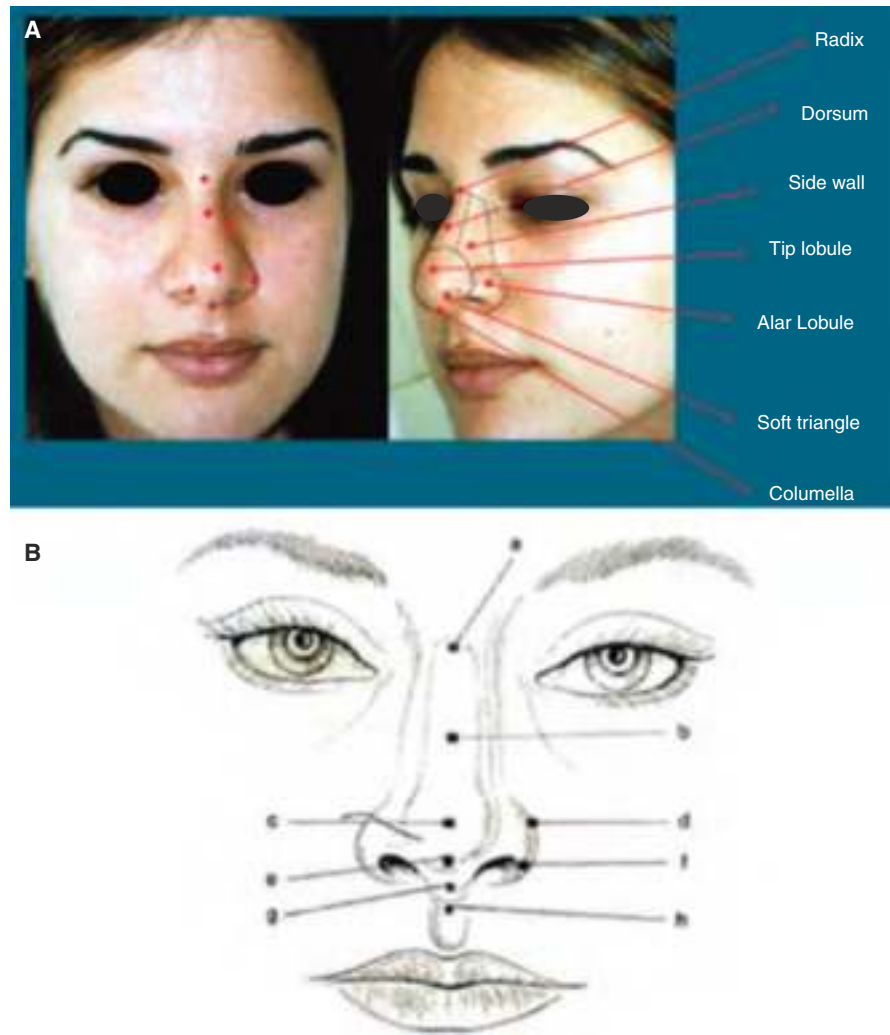 A
Radix
Dorsum
Side wall
Tip lobule
Alar Lobule
Soft triangle
Columella
B
a
b
c
d
e
f
g
h